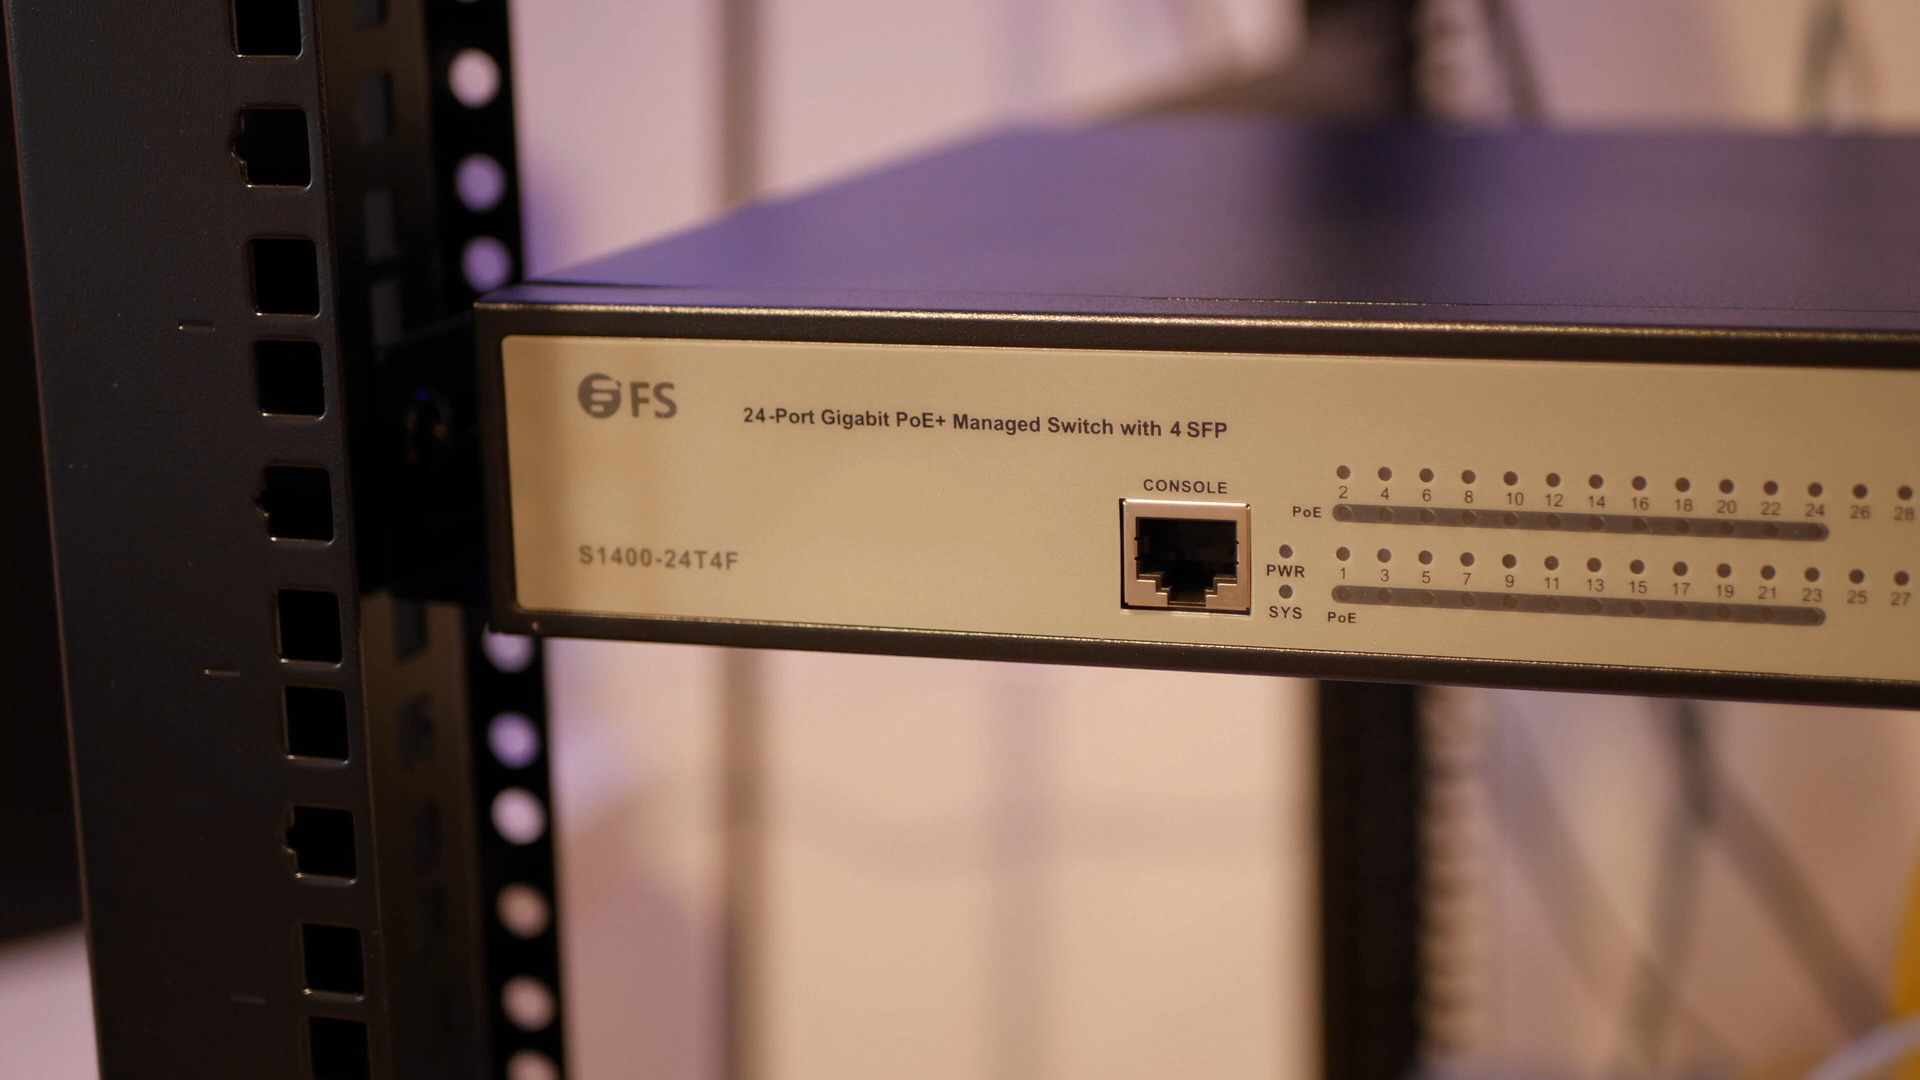 FS
24-Port Gigabit PoE+ Managed Switch with 4 SFP
S1400-24T4F
CONSOLE
PWR
SYS
2 4 6 8 10 12 14 16 18 20 22 24 26 28
PoE
1 3 5 7 9 11 13 15 17 19 21 23 25 27
PoE